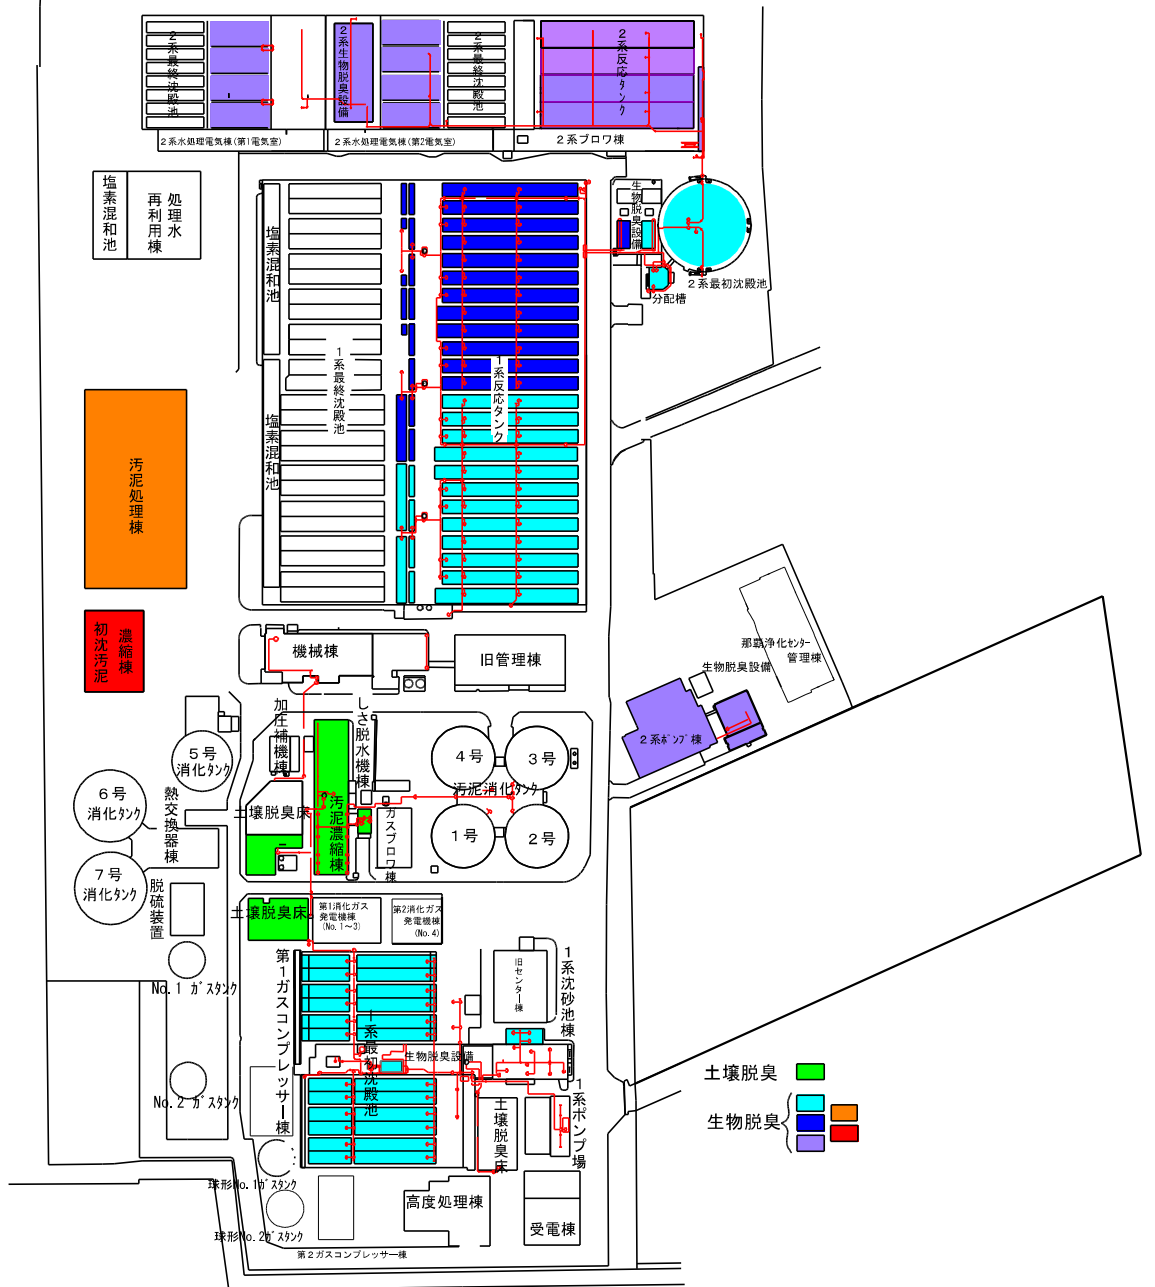 2系最終沈殿池
2系生物脱臭設備
2系最終沈殿池
2系反応タンク
2系水処理電気棟(第1電気室)
2系水処理電気棟(第2電気室)
2系ブロワ棟
塩素混和池
処理水
再利用棟
塩素混和池
生物脱臭設備
2系最初沈殿池
分配槽
1系最終沈殿池
1系反応タンク
塩素混和池
汚泥処理棟
濃縮棟
初沈汚泥
機械棟
旧管理棟
那覇浄化センター
管理棟
生物脱臭設備
2系ポンプ棟
加圧補機棟
しさ脱水機棟
5号
消化タンク
4号
3号
汚泥消化タンク
6号
消化タンク
熱交換器棟
土壌脱臭床
汚泥濃縮棟
ガスブロワ棟
1号
2号
7号
消化タンク
脱硫装置
土壌脱臭床
第1消化ガス
発電機棟
(No.1～3)
第2消化ガス
発電機棟
(No.4)
No.1 ガスタンク
第1ガスコンプレッサー棟
旧センター棟
1系沈砂池棟
1系最初沈殿池
生物脱臭設備
No.2 ガスタンク
土壌脱臭床
1系ポンプ場
土壌脱臭
生物脱臭
球形No.1ガスタンク
高度処理棟
受電棟
球形No.2ガスタンク
第2ガスコンプレッサー棟